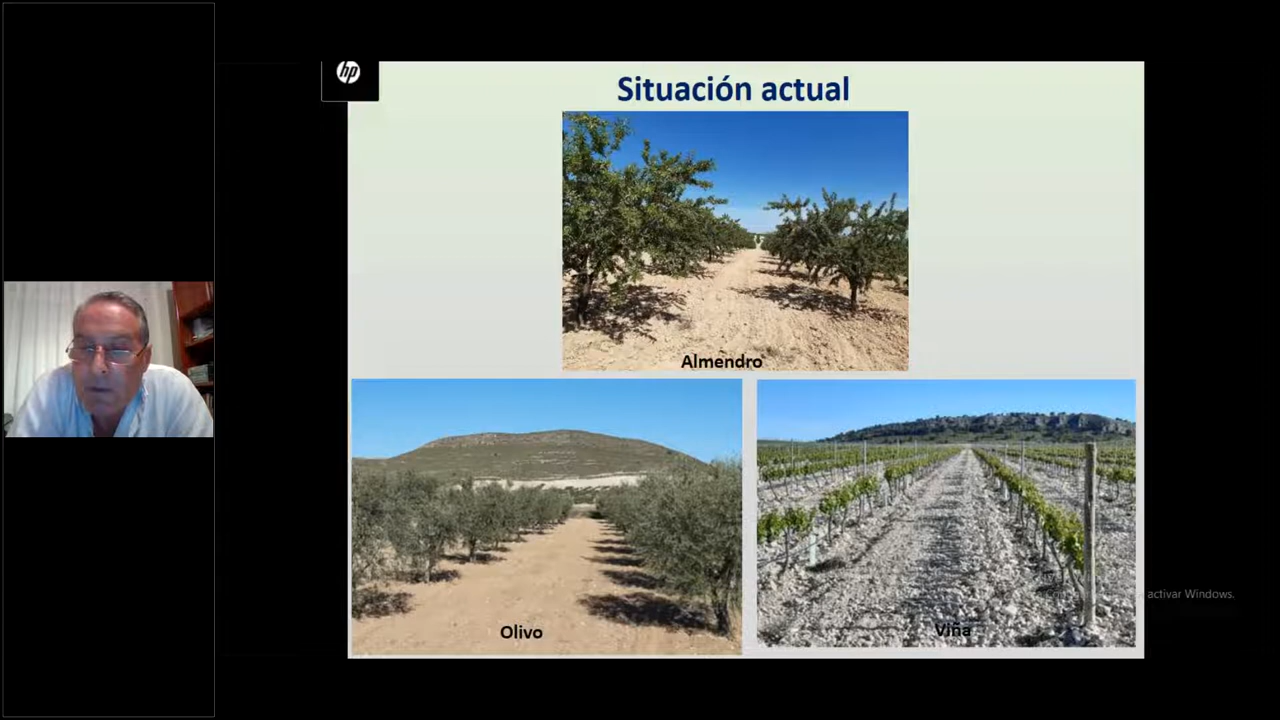 hp
Situación actual
Almendro
Olivo
Viña
activar Windows.